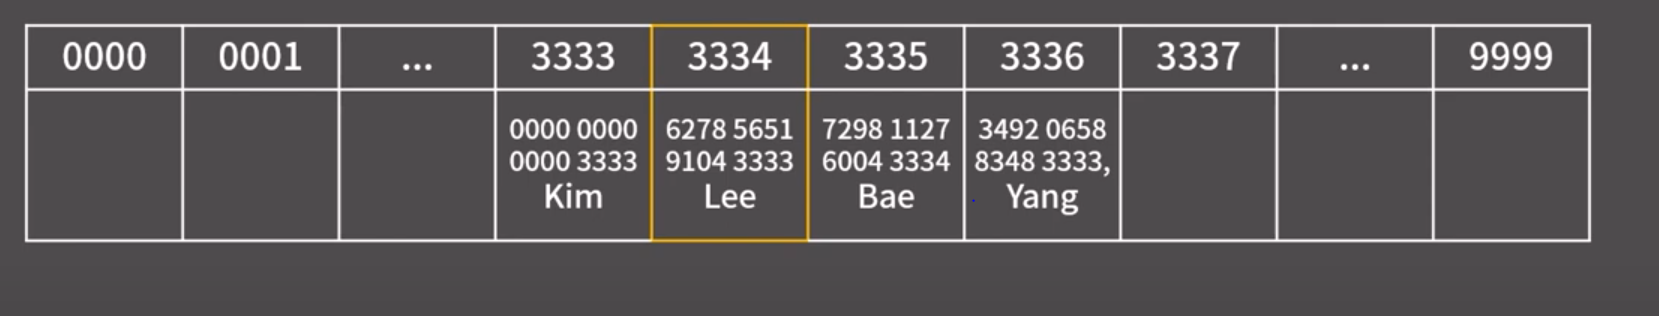 0000 0001 ... 3333 3334 3335 3336 3337 ... 9999
0000 0000 6278 5651 7298 1127 3492 0658
0000 3333 9104 3333 6004 3334 8348 3333,
Kim Lee Bae Yang